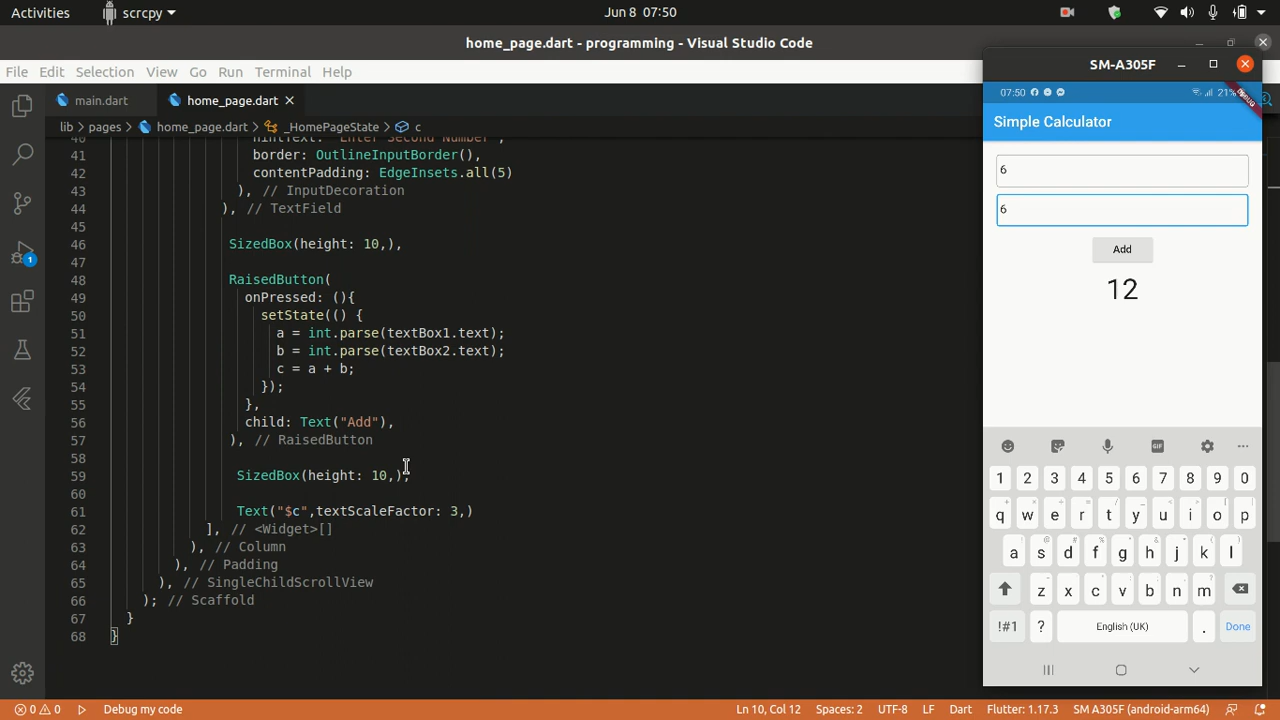 Activities
scrcpy
Jun 8 07:50
home_page.dart - programming - Visual Studio Code
File Edit Selection View Go Run Terminal Help
main.dart
home_page.dart
lib > pages > home_page.dart > _HomePageState > c
40 hintText: "Enter Second Number",
41 border: OutlineInputBorder(),
42 contentPadding: EdgeInsets.all(5)
43 ), // InputDecoration
44 ), // TextField
45
46 SizedBox(height: 10,),
47
48 RaisedButton(
49 onPressed: (){
50 setState(() {
51 a = int.parse(textBox1.text);
52 b = int.parse(textBox2.text);
53 c = a + b;
54 });
55 },
56 child: Text("Add"),
57 ), // RaisedButton
58
59 SizedBox(height: 10,),
60
61 Text("$c",textScaleFactor: 3,)
62 ], // <Widget>[]
63 ), // Column
64 ), // Padding
65 ), // SingleChildScrollView
66 ); // Scaffold
67 }
68 }
1
0 0
Debug my code
Ln 10, Col 12
Spaces: 2
UTF-8
LF
Dart
Flutter: 1.17.3
SM A305F (android-arm64)
SM-A305F
07:50
21%
DEBUG
Simple Calculator
6
6
Add
12
GIF
1 2 3 4 5 6 7 8 9 0
q w e r t y u i o p
a s d f g h j k l
z x c v b n m
!#1 ? English (UK) . Done